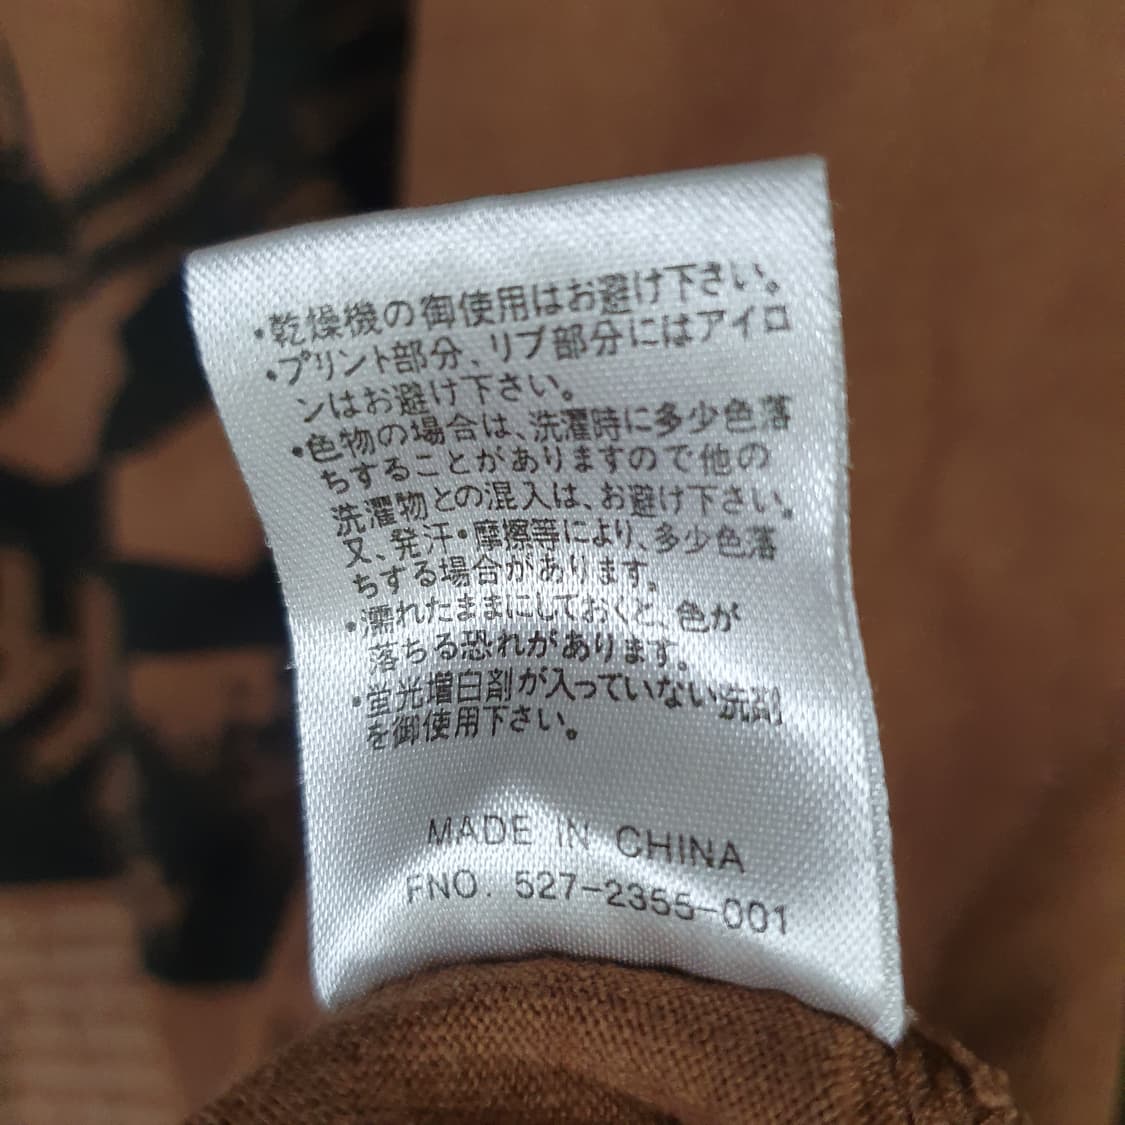 ・乾燥機の御使用はお避け下さい。
・プリント部分、リブ部分にはアイロ
ンはお避け下さい。
・色物の場合は、洗濯時に多少色落
ちすることがありますので他の
洗濯物との混入は、お避け下さい。
又、発汗・摩擦等により、多少色落
ちする場合があります。
・濡れたままにしておくと、色が
落ちる恐れがあります。
・蛍光増白剤が入っていない洗剤
を御使用下さい。
MADE IN CHINA
FNO. 527-2355-001